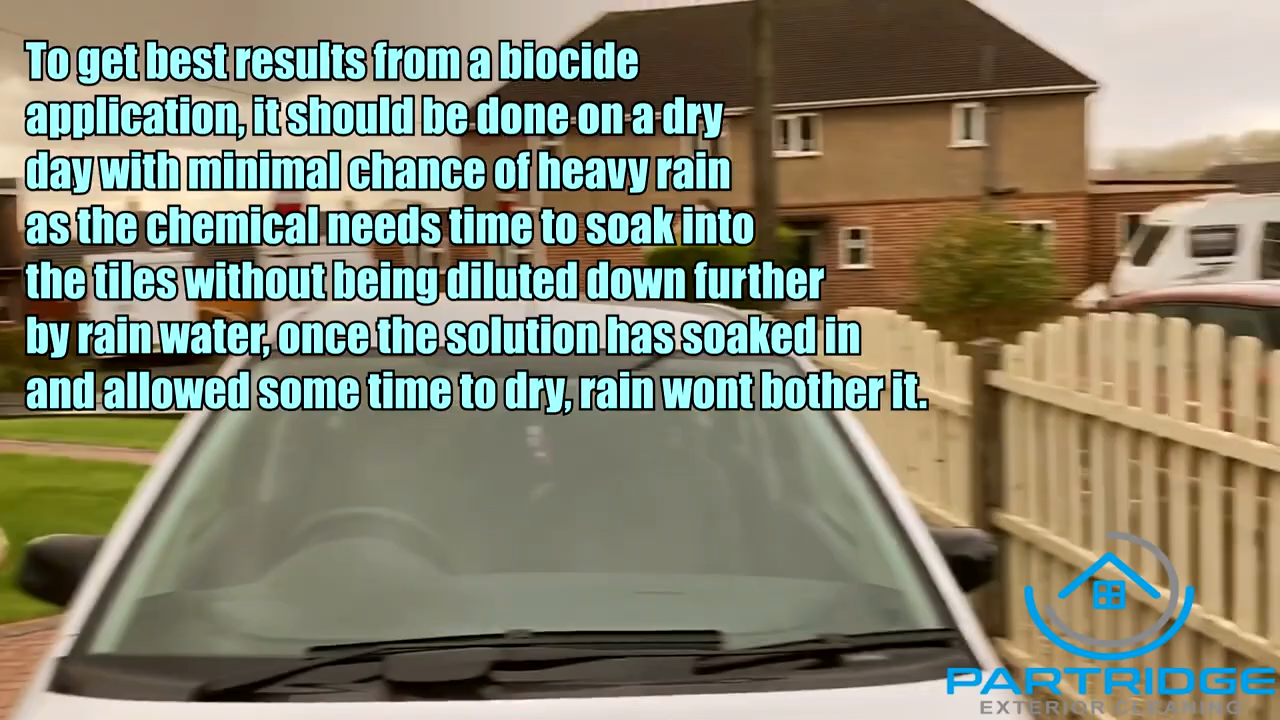 To get best results from a biocide
application, it should be done on a dry
day with minimal chance of heavy rain
as the chemical needs time to soak into
the tiles without being diluted down further
by rain water, once the solution has soaked in
and allowed some time to dry, rain wont bother it.
PARTRIDGE
EXTERIOR CLEANING